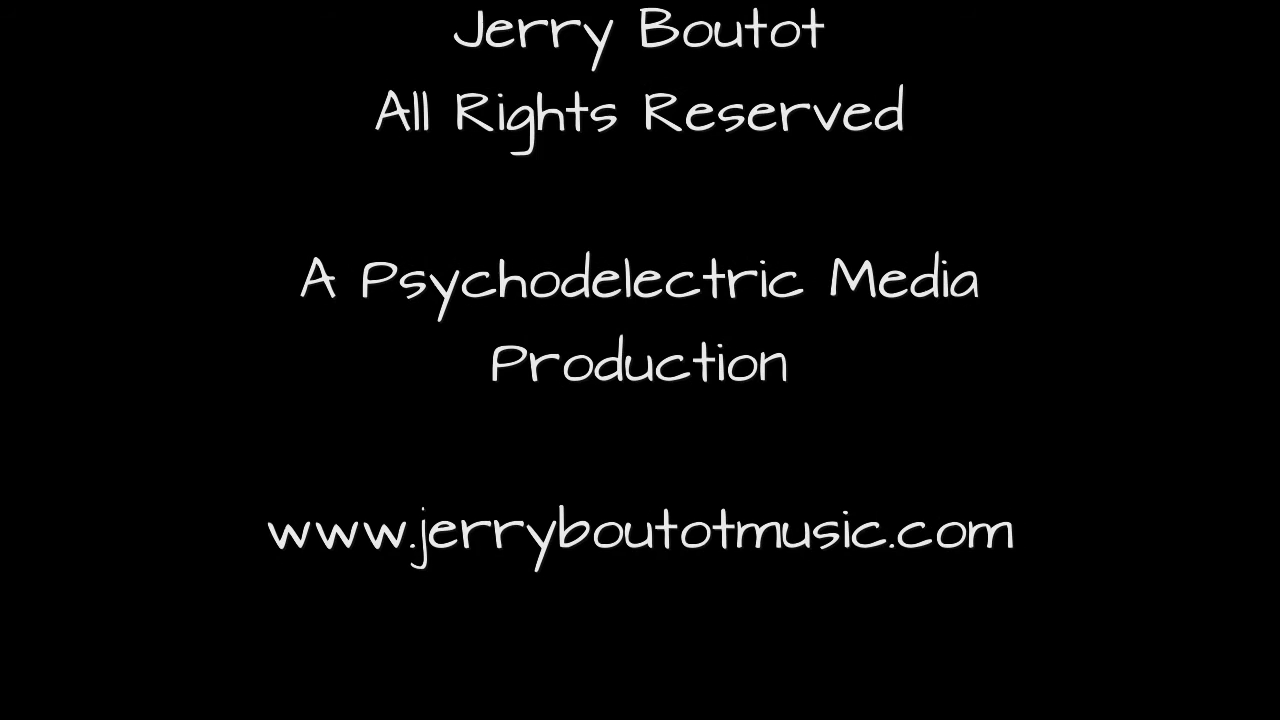 Jerry Boutot
All Rights Reserved
A Psychodelectric Media
Production
www.jerryboutotmusic.com